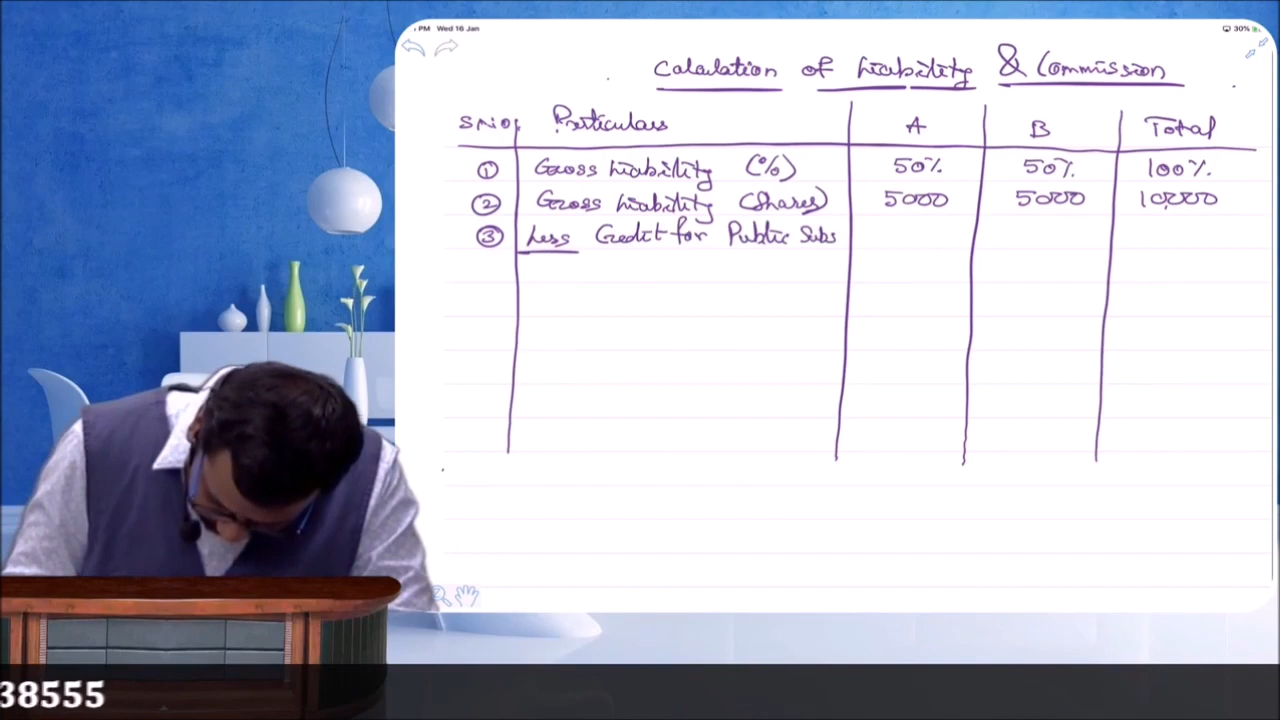 PM Wed 16 Jan 30%
Calculation of Liability & Commission
S.No. Particulars A B Total
① Gross Liability (%) 50% 50% 100%
② Gross Liability (Shares) 5000 5000 10,000
③ Less Credit for Public Subs
38555